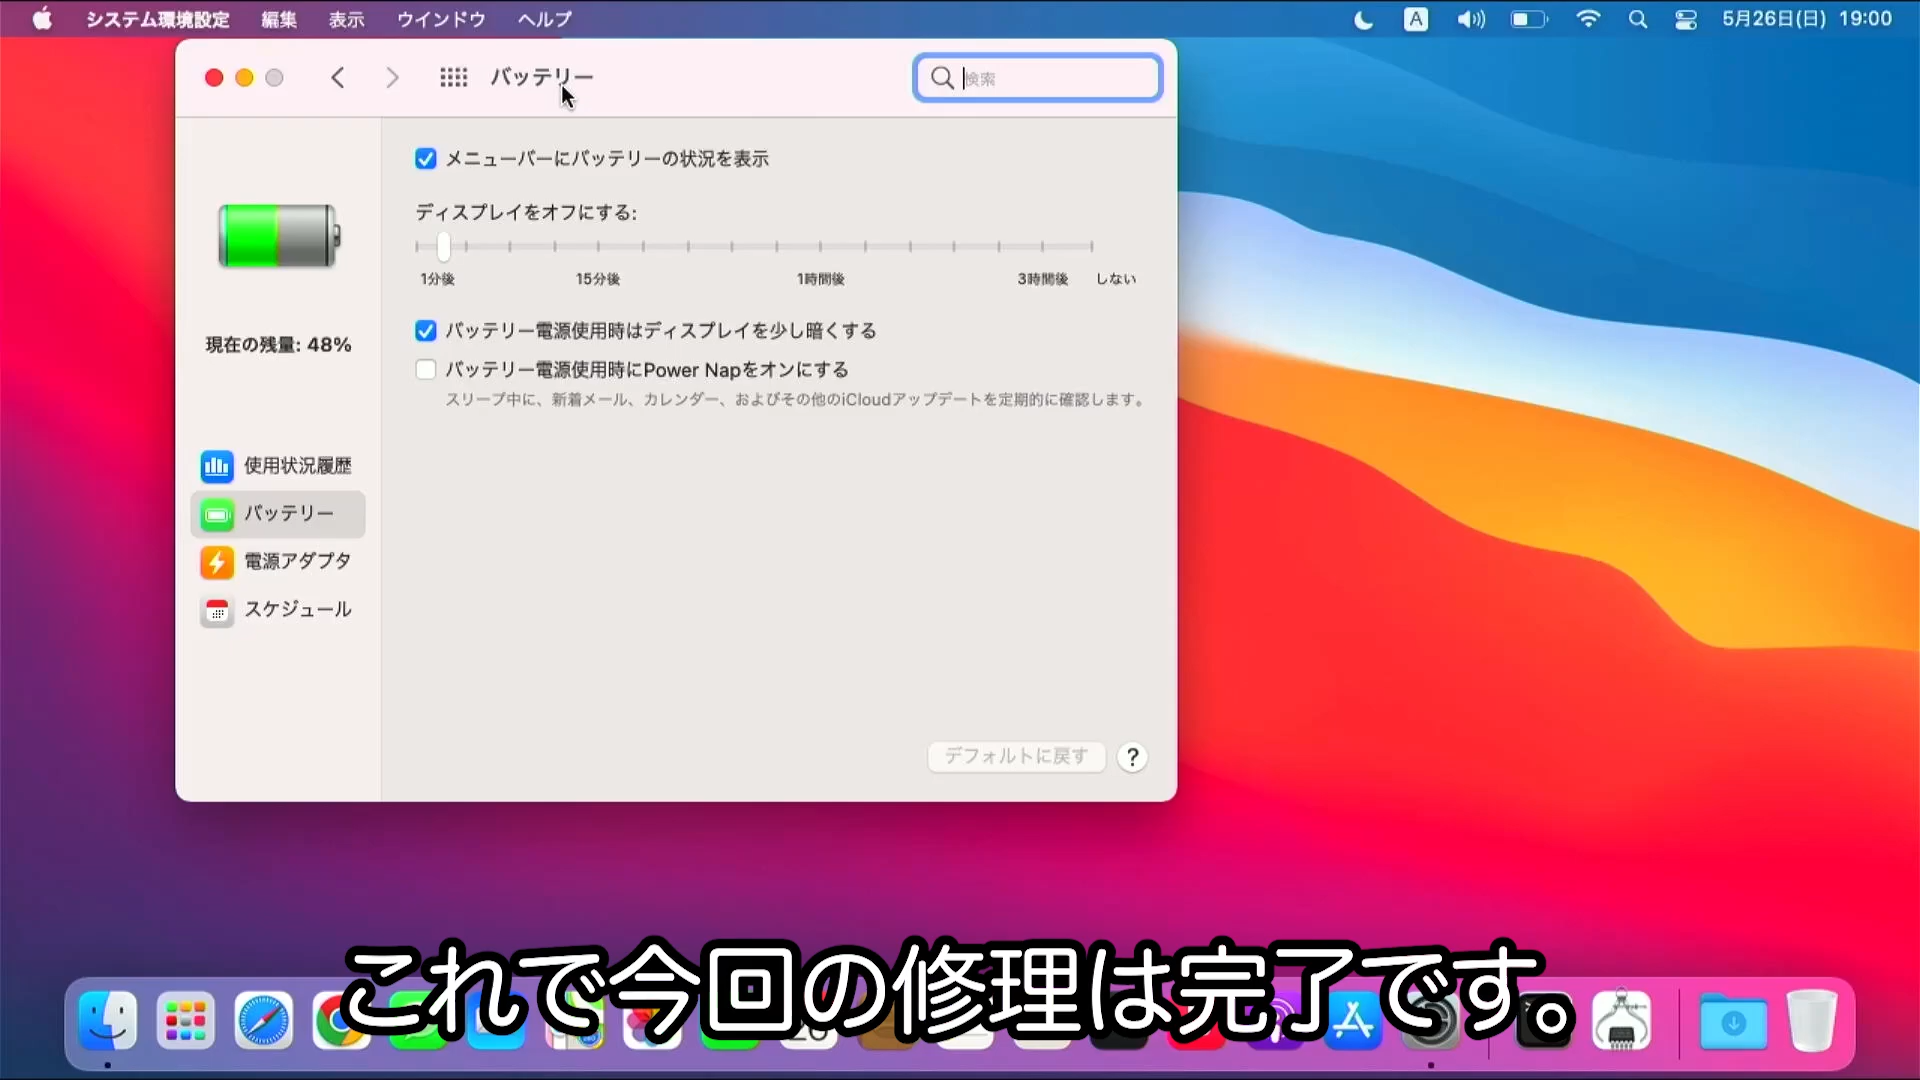 システム環境設定 編集 表示 ウインドウ ヘルプ A 5月26日(日) 19:00
バッテリー 検索
メニューバーにバッテリーの状況を表示
ディスプレイをオフにする:
1分後 15分後 1時間後 3時間後 しない
バッテリー電源使用時はディスプレイを少し暗くする
現在の残量: 48%
バッテリー電源使用時にPower Napをオンにする
スリープ中に、新着メール、カレンダー、およびその他のiCloudアップデートを定期的に確認します。
使用状況履歴
バッテリー
電源アダプタ
スケジュール
デフォルトに戻す ?
これで今回の修理は完了です。